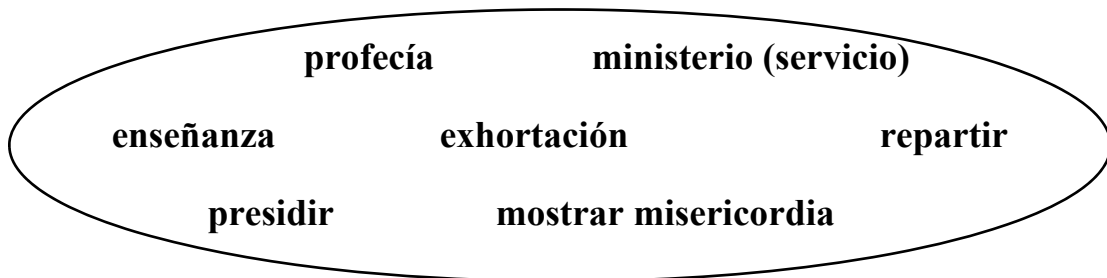 profecía ministerio (servicio)
enseñanza exhortación repartir
presidir mostrar misericordia